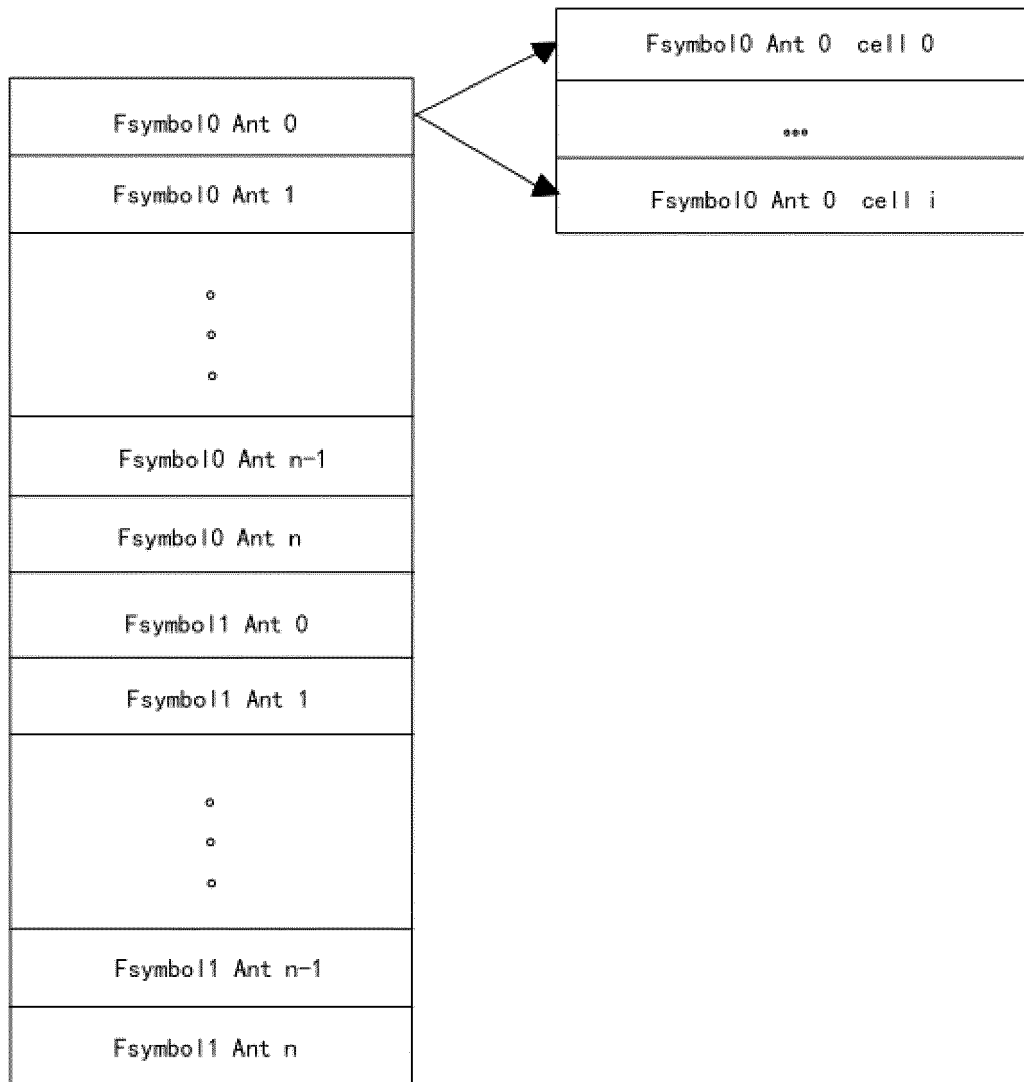 Fsymbol0 Ant 0
Fsymbol0 Ant 1
Fsymbol0 Ant n-1
Fsymbol0 Ant n
Fsymbol1 Ant 0
Fsymbol1 Ant 1
Fsymbol1 Ant n-1
Fsymbol1 Ant n
Fsymbol0 Ant 0 cell 0
...
Fsymbol0 Ant 0 cell i